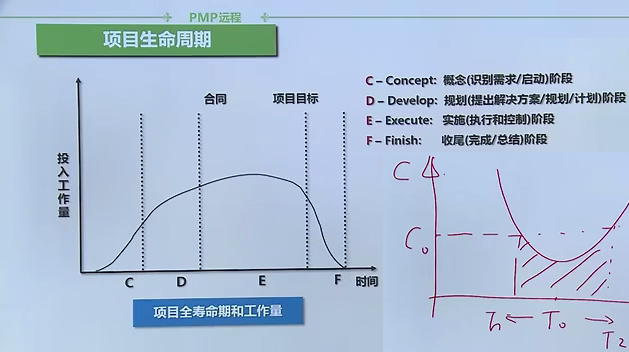 PMP远程
项目生命周期
合同
项目目标
投入工作量
C
D
E
F
时间
项目全寿命期和工作量
C – Concept: 概念(识别需求/启动)阶段
D – Develop: 规划(提出解决方案/规划/计划)阶段
E – Execute: 实施(执行和控制)阶段
F – Finish: 收尾(完成/总结)阶段
C
C₀
T₁ ← T₀ → T₂